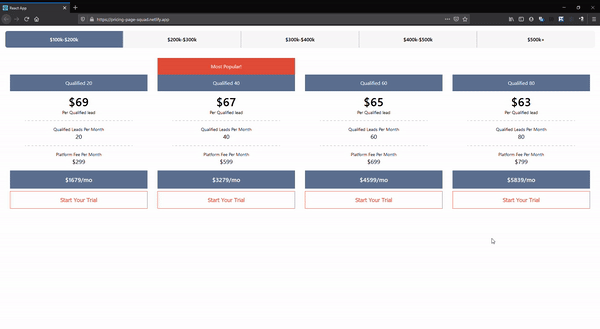 React App
https://pricing-page-squad.netlify.app
$100k-$200k
$200k-$300k
$300k-$400k
$400k-$500k
$500k+
Most Popular!
Qualified 20
Qualified 40
Qualified 60
Qualified 80
$69
Per Qualified lead
$67
Per Qualified lead
$65
Per Qualified lead
$63
Per Qualified lead
Qualified Leads Per Month
20
Qualified Leads Per Month
40
Qualified Leads Per Month
60
Qualified Leads Per Month
80
Platform Fee Per Month
$299
Platform Fee Per Month
$599
Platform Fee Per Month
$699
Platform Fee Per Month
$799
$1679/mo
$3279/mo
$4599/mo
$5839/mo
Start Your Trial
Start Your Trial
Start Your Trial
Start Your Trial